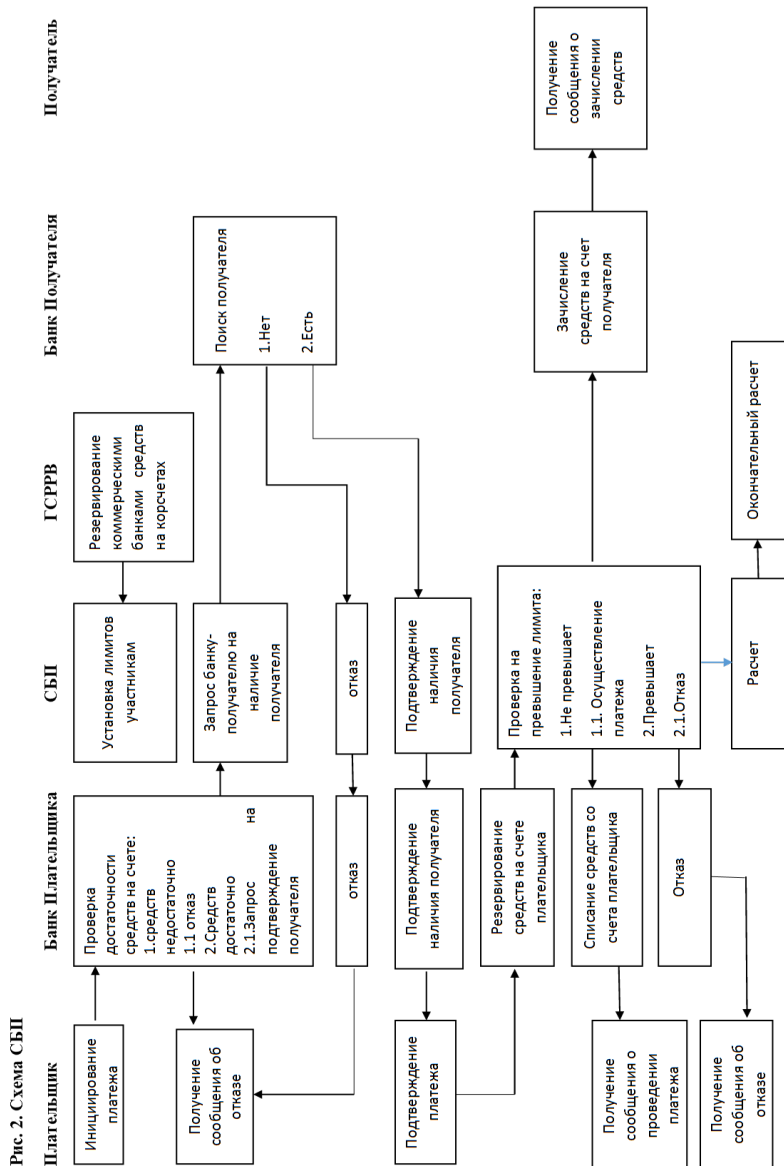 Рис. 2. Схема СБП
Плательщик
Банк Плательщика
СБП
ГСРРВ
Банк Получателя
Получатель
Инициирование
платежа
Проверка
достаточности
средств на счете:
1.средств
недостаточно
1.1 отказ
2.Средств
достаточно
2.1.Запрос на
подтверждение
получателя
Установка лимитов
участникам
Резервирование
коммерческими
банками средств
на корсчетах
Получение
сообщения об
отказе
Запрос банку-
получателю на
наличие
получателя
Поиск получателя
1.Нет
2.Есть
отказ
отказ
Подтверждение
платежа
Подтверждение
наличия получателя
Подтверждение
наличия
получателя
Резервирование
средств на счете
плательщика
Проверка на
превышение лимита:
1.Не превышает
1.1. Осуществление
платежа
2.Превышает
2.1.Отказ
Зачисление
средств на счет
получателя
Получение
сообщения о
зачислении
средств
Получение
сообщения о
проведении
платежа
Списание средств со
счета плательщика
Получение
сообщения об
отказе
Отказ
Расчет
Окончательный расчет